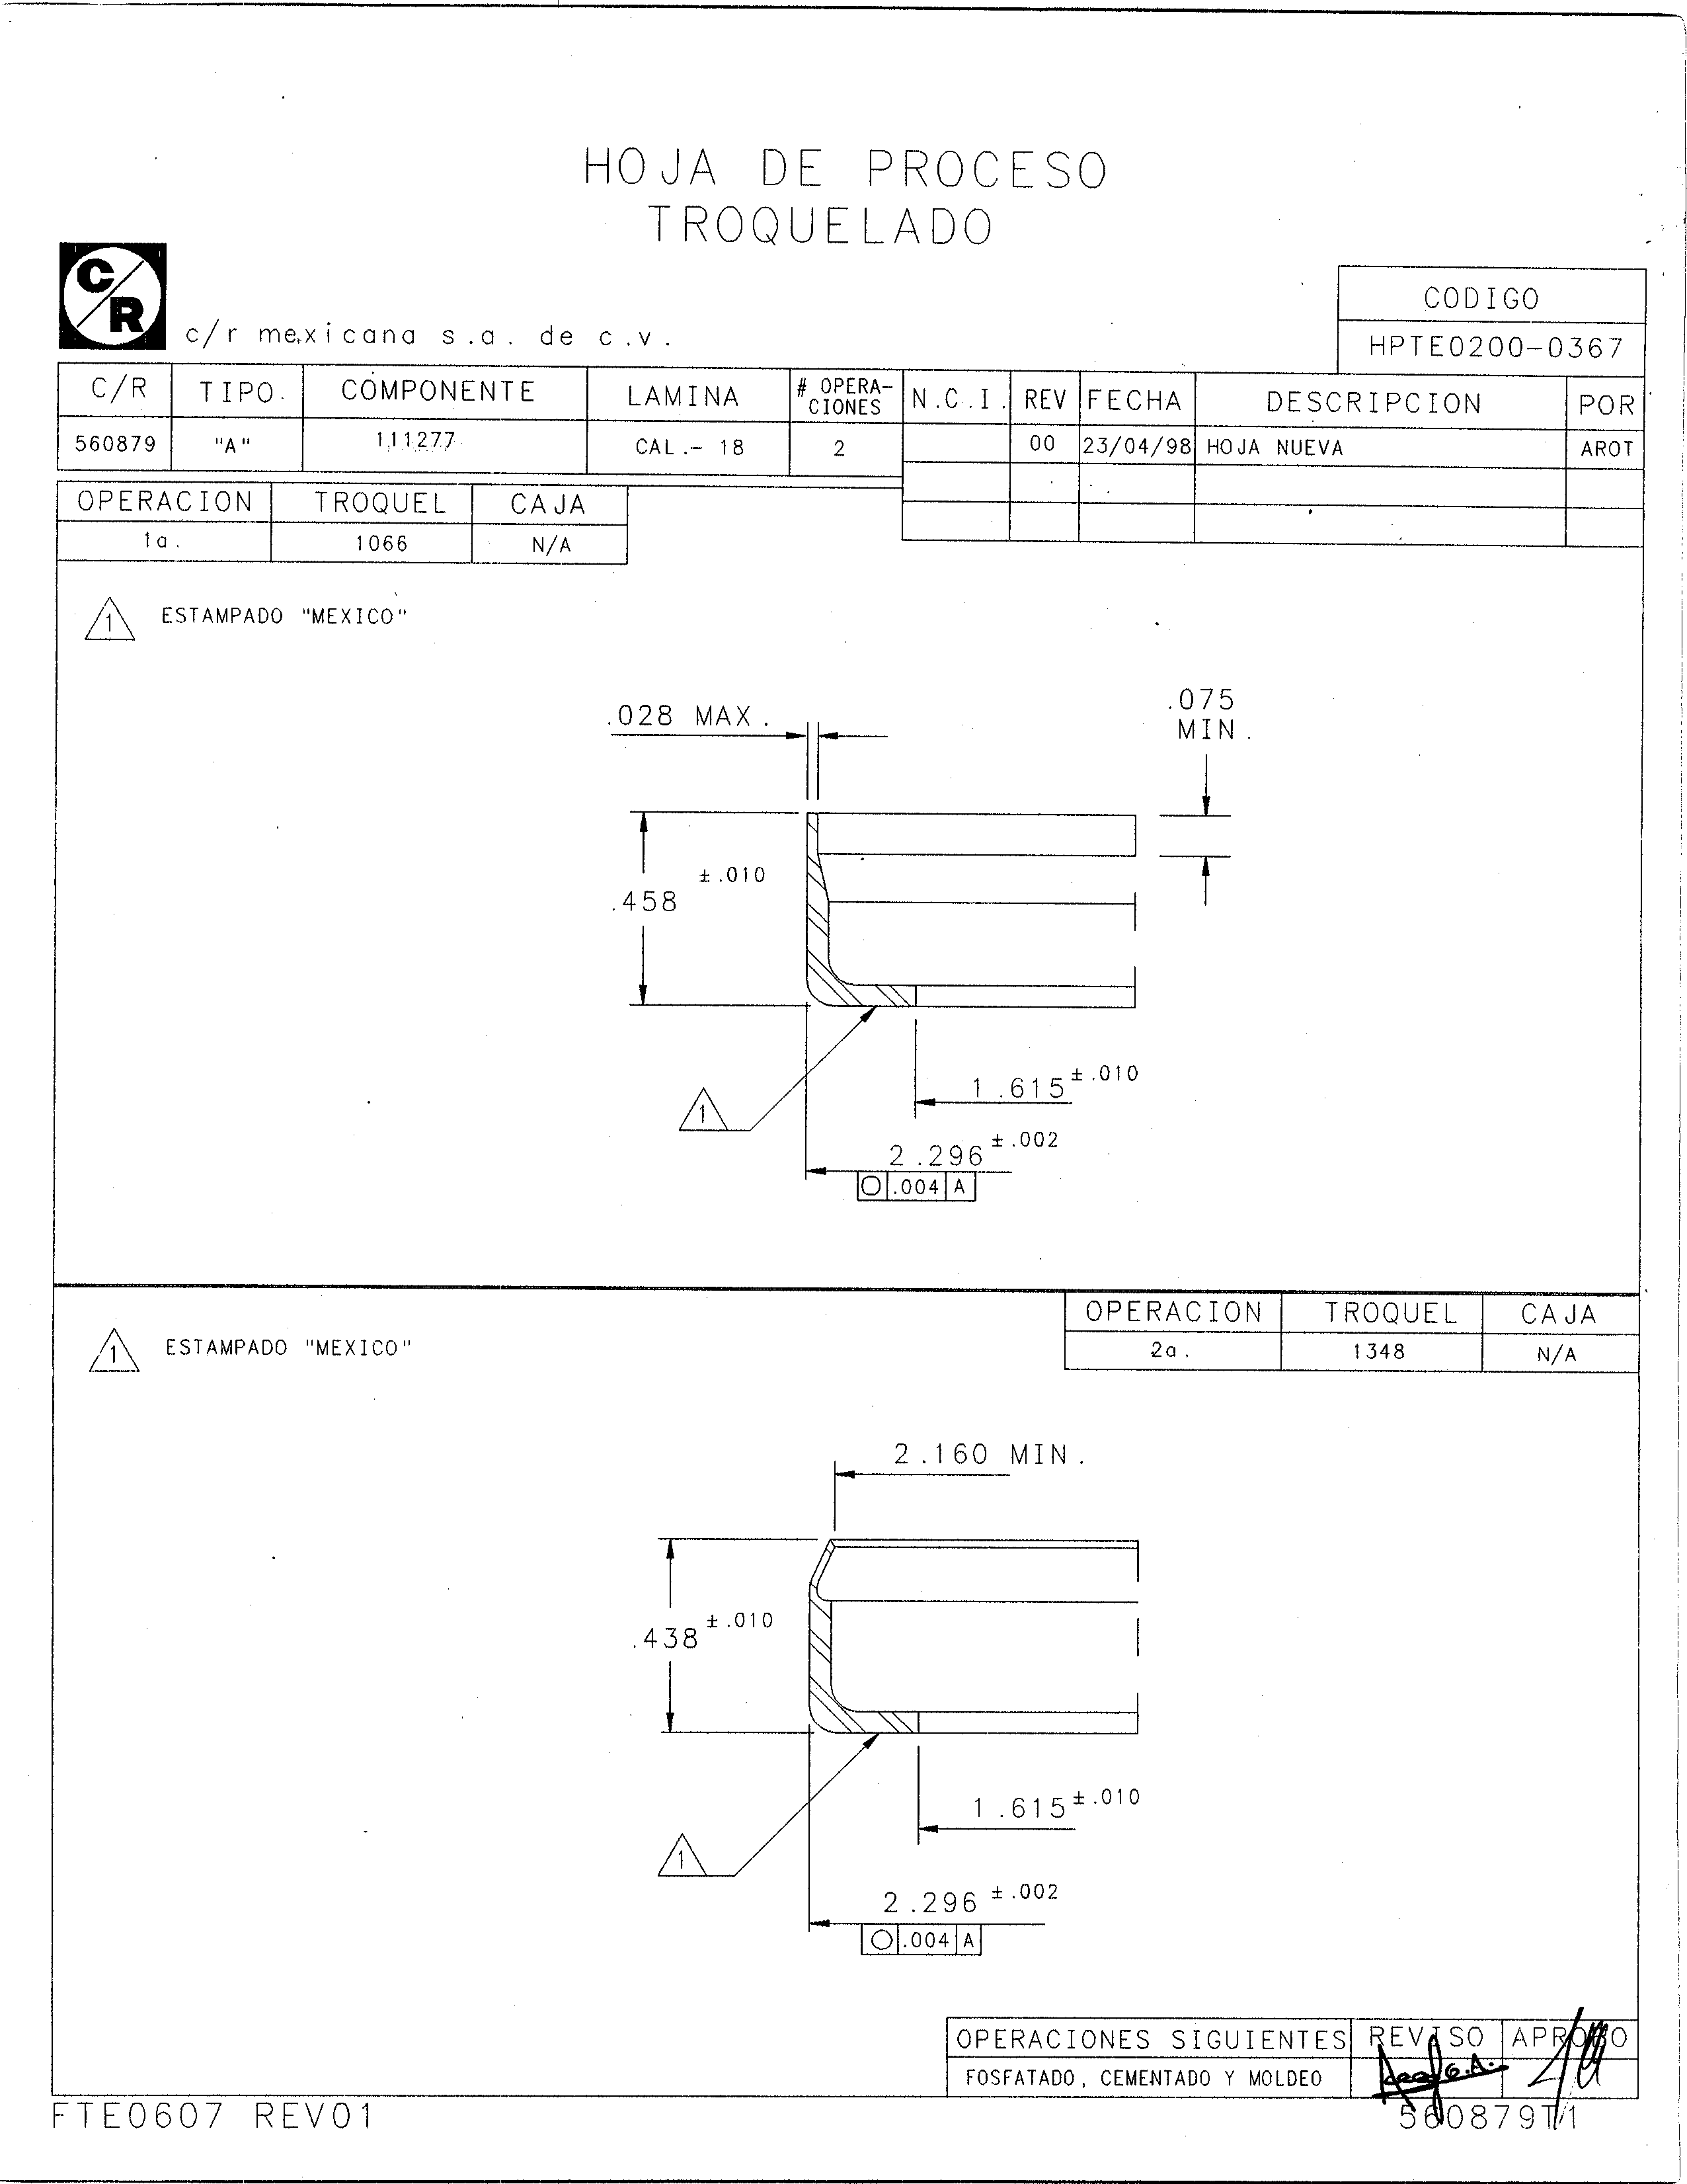 HOJA DE PROCESO
TROQUELADO
C/R
c/r mexicana s.a. de c.v.
CODIGO
HPTE0200-0367
C/R TIPO. COMPONENTE LAMINA # OPERA-CIONES N.C.I. REV FECHA DESCRIPCION POR
560879 "A" 111277 CAL.- 18 2 00 23/04/98 HOJA NUEVA AROT
OPERACION TROQUEL CAJA
1a. 1066 N/A
1 ESTAMPADO "MEXICO"
.028 MAX.
.075
MIN.
.458 ±.010
1.615 ±.010
1
2.296 ±.002
○ .004 A
OPERACION TROQUEL CAJA
2a. 1348 N/A
1 ESTAMPADO "MEXICO"
2.160 MIN.
.438 ±.010
1.615 ±.010
1
2.296 ±.002
○ .004 A
OPERACIONES SIGUIENTES REVISO APROBO
FOSFATADO, CEMENTADO Y MOLDEO
FTE0607 REV01
560879T1